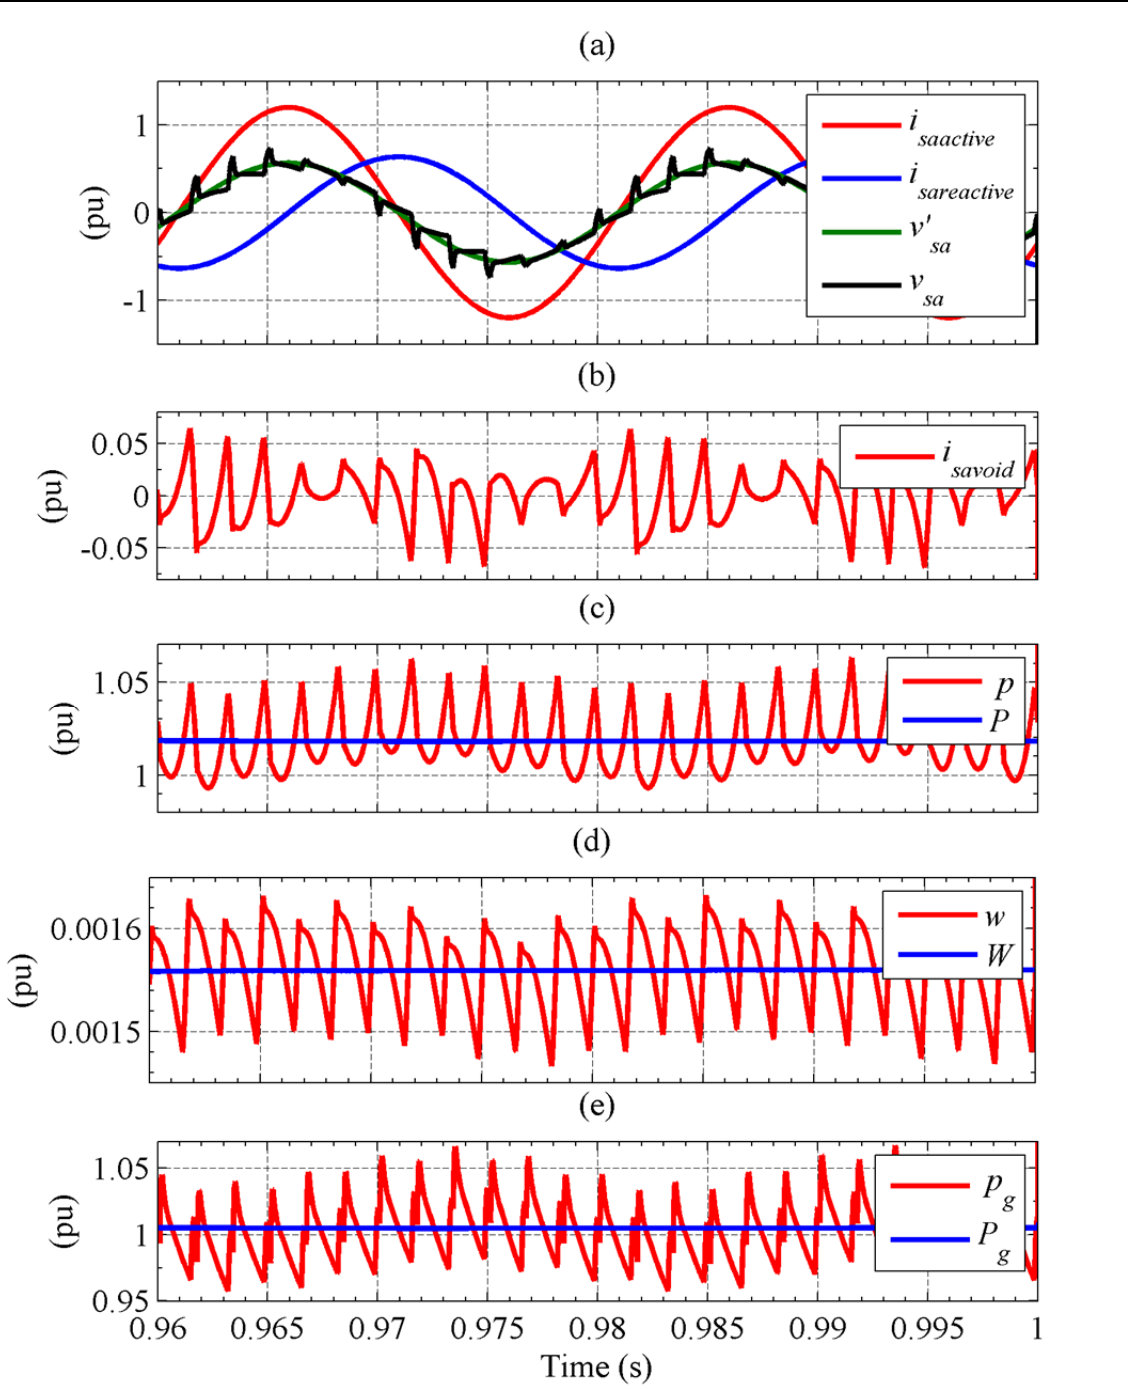 (a)
(pu)
1
0
-1
i_saactive
i_sareactive
v'_sa
v_sa
(b)
(pu)
0.05
0
-0.05
i_savoid
(c)
(pu)
1.05
1
p
P
(d)
(pu)
0.0016
0.0015
w
W
(e)
(pu)
1.05
1
0.95
p_g
P_g
0.96 0.965 0.97 0.975 0.98 0.985 0.99 0.995 1
Time (s)